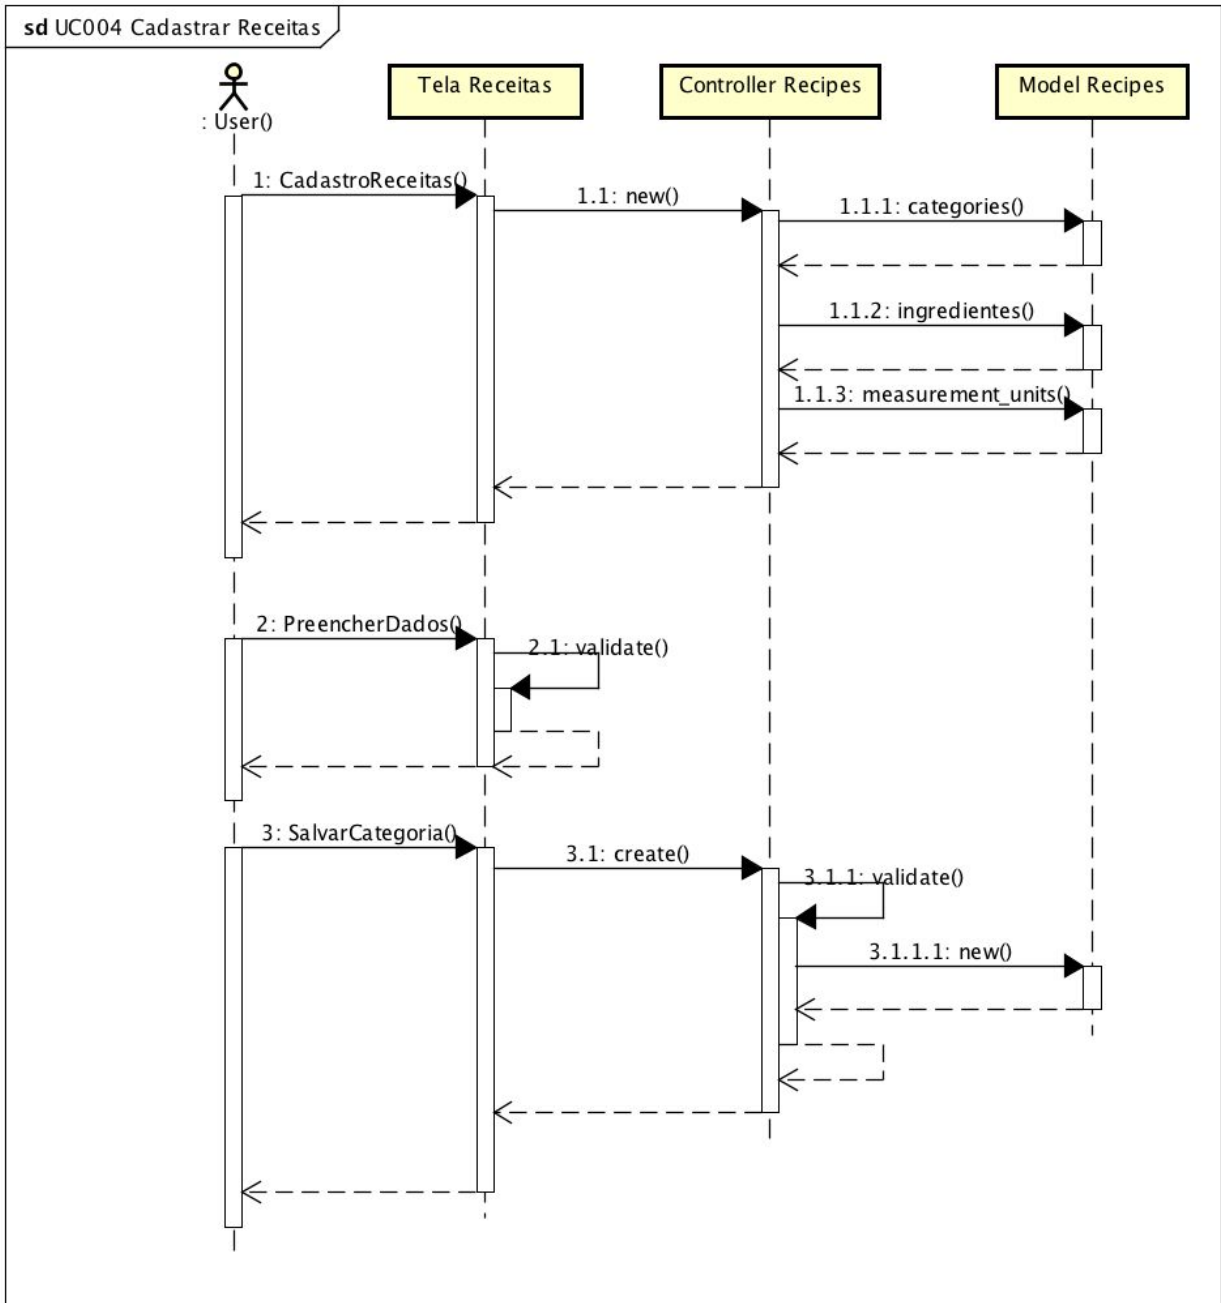 sd UC004 Cadastrar Receitas
: User()
Tela Receitas
Controller Recipes
Model Recipes
1: CadastroReceitas()
1.1: new()
1.1.1: categories()
1.1.2: ingredientes()
1.1.3: measurement_units()
2: PreencherDados()
2.1: validate()
3: SalvarCategoria()
3.1: create()
3.1.1: validate()
3.1.1.1: new()